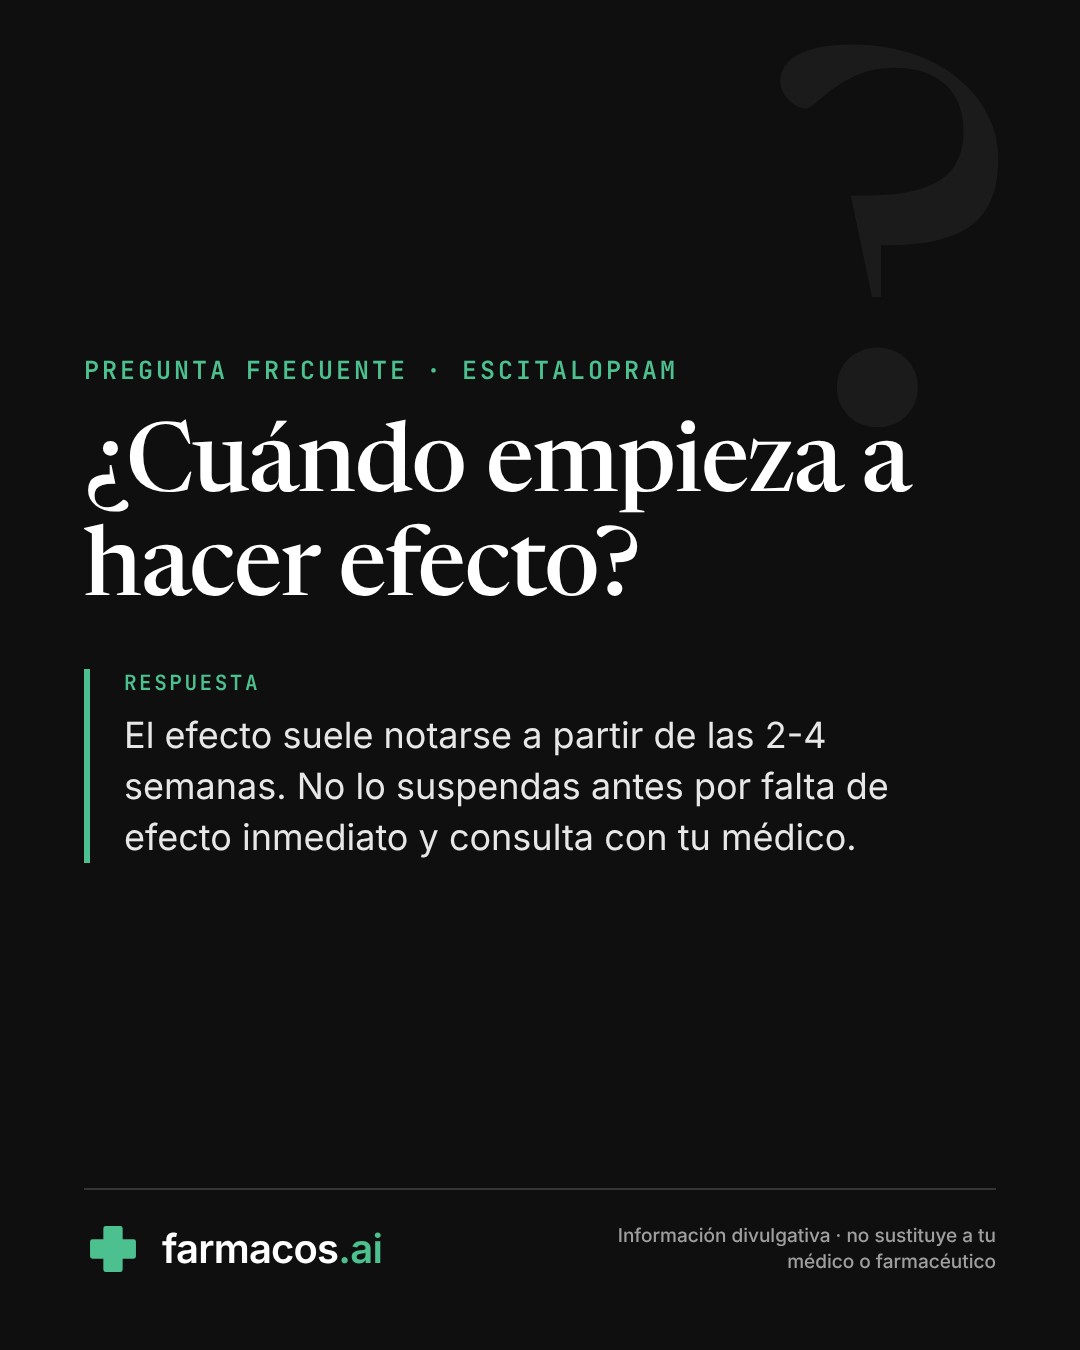 ?
PREGUNTA FRECUENTE · ESCITALOPRAM
¿Cuándo empieza a
hacer efecto?
RESPUESTA
El efecto suele notarse a partir de las 2-4
semanas. No lo suspendas antes por falta de
efecto inmediato y consulta con tu médico.
farmacos.ai
Información divulgativa · no sustituye a tu
médico o farmacéutico